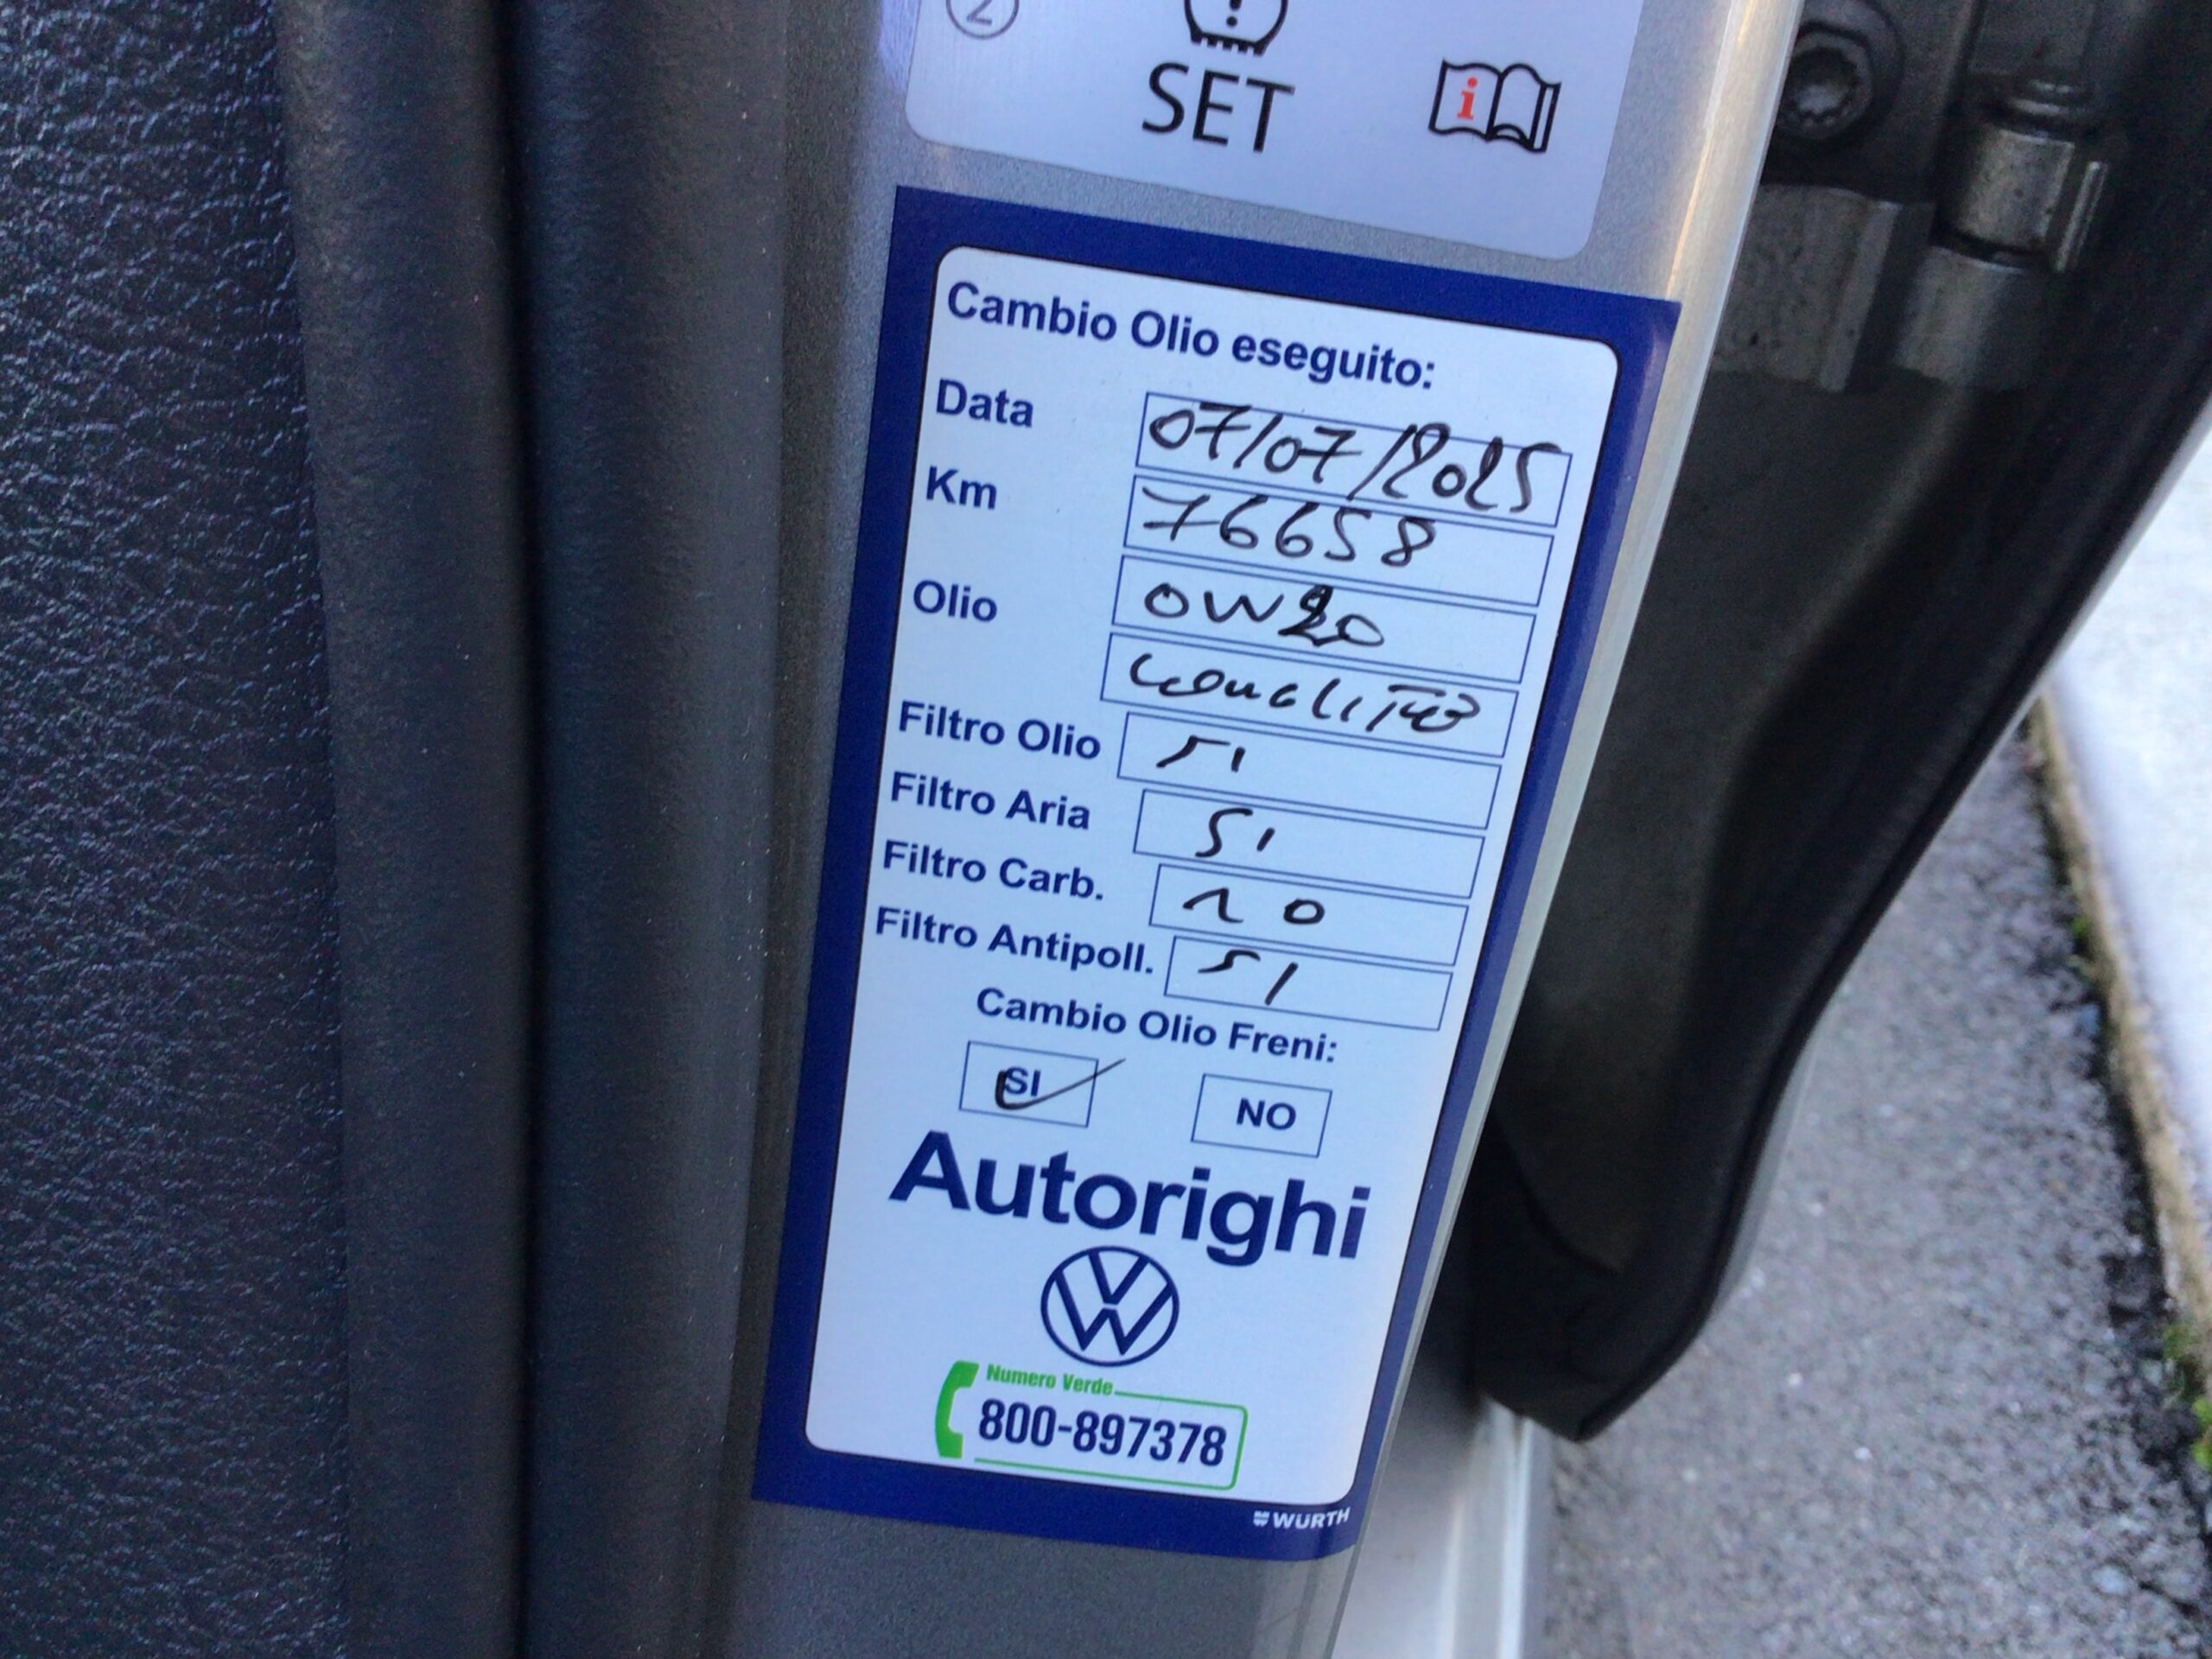 2
SET
i
Cambio Olio eseguito:
Data 07/07/2025
Km 76658
Olio 0W20
Filtro Olio SI
Filtro Aria SI
Filtro Carb. NO
Filtro Antipoll. SI
Cambio Olio Freni:
SI NO
Autorighi
Numero Verde
800-897378
WURTH